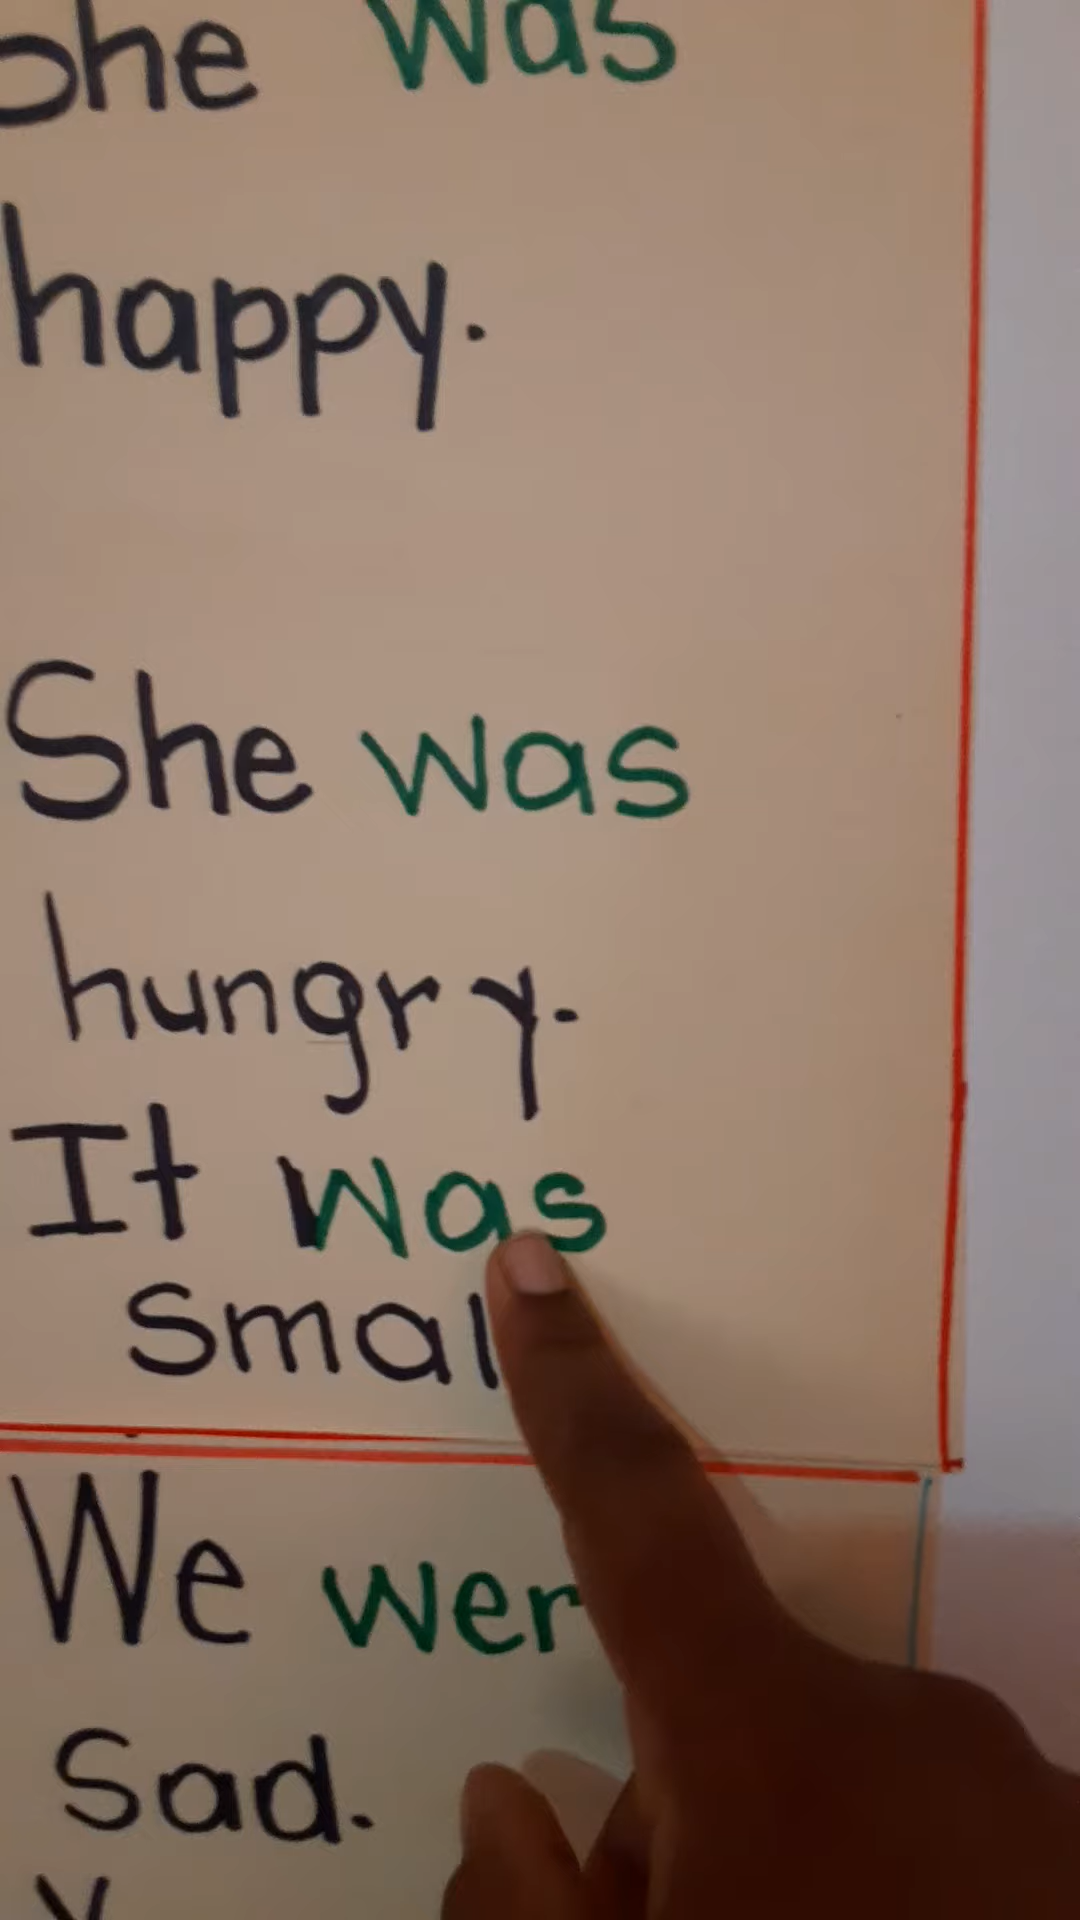 She was
happy.
She was
hungry.
It was
Smal
We wer
Sad.